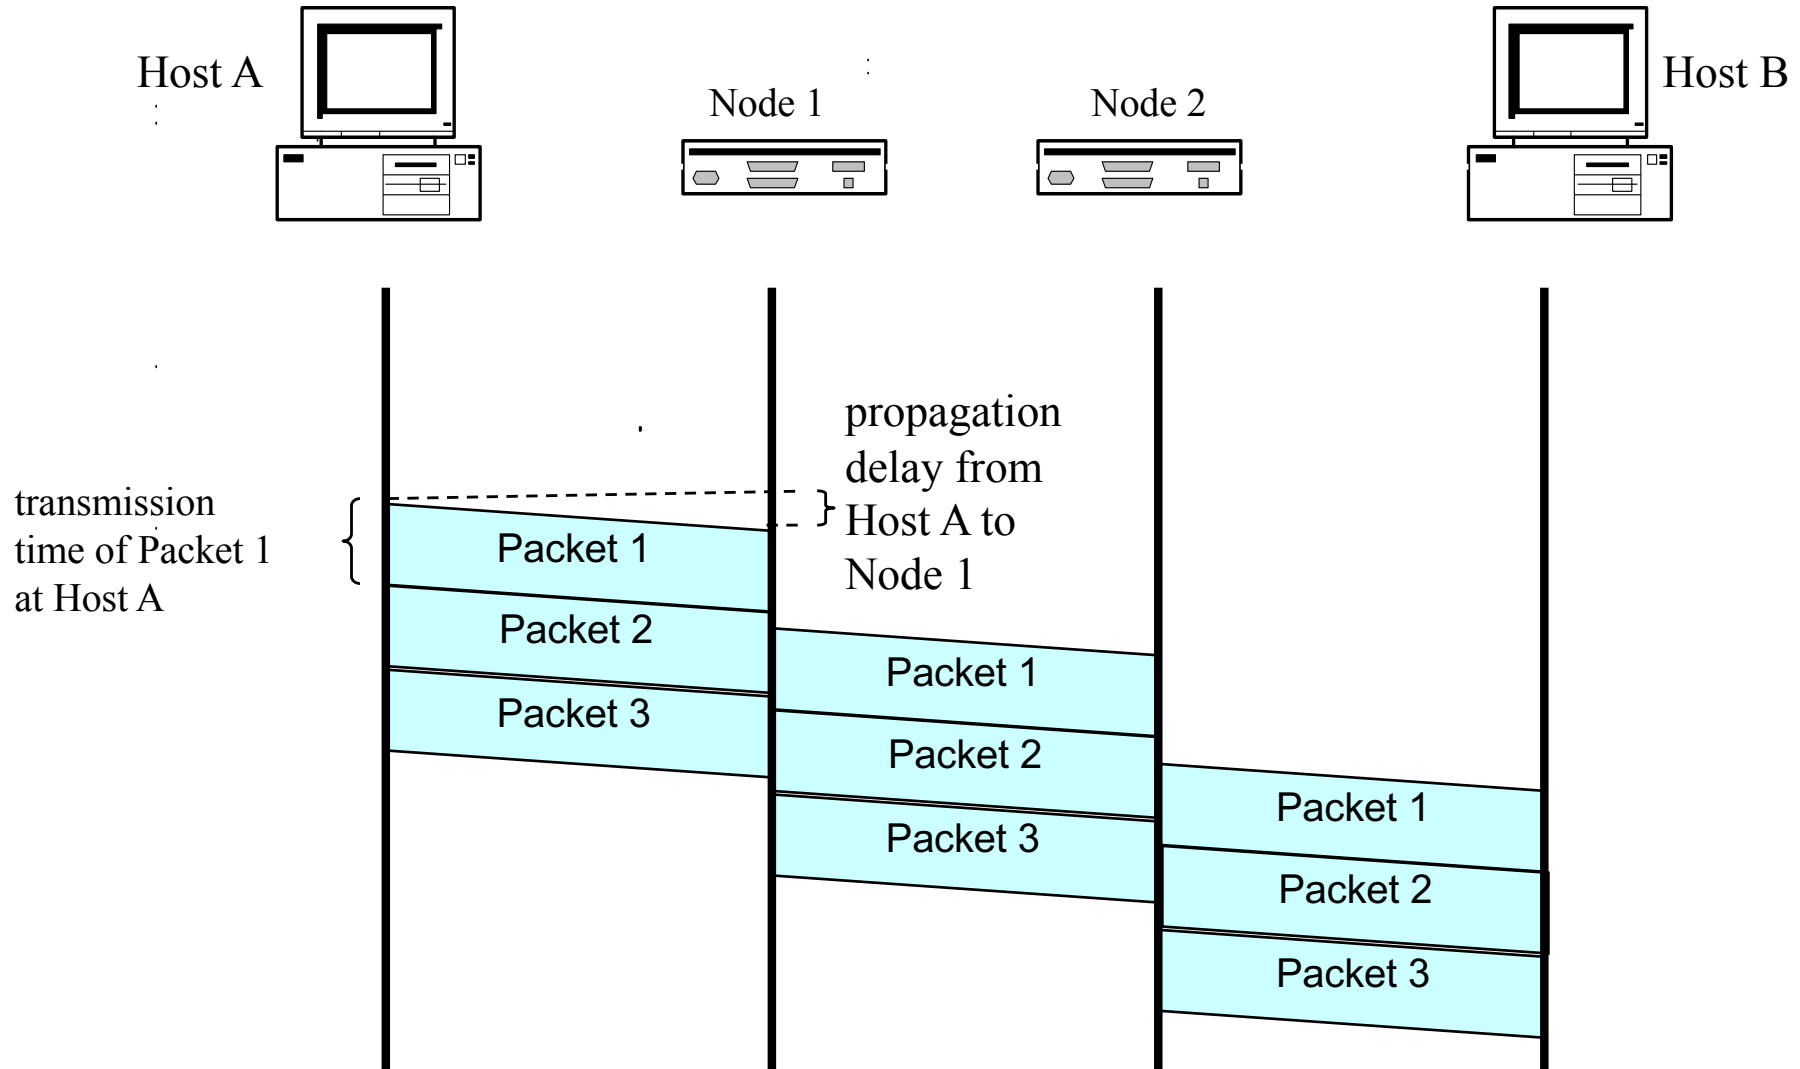 Host A
Node 1
Node 2
Host B
propagation
delay from
Host A to
Node 1
transmission
time of Packet 1
at Host A
Packet 1
Packet 2
Packet 3
Packet 1
Packet 2
Packet 3
Packet 1
Packet 2
Packet 3